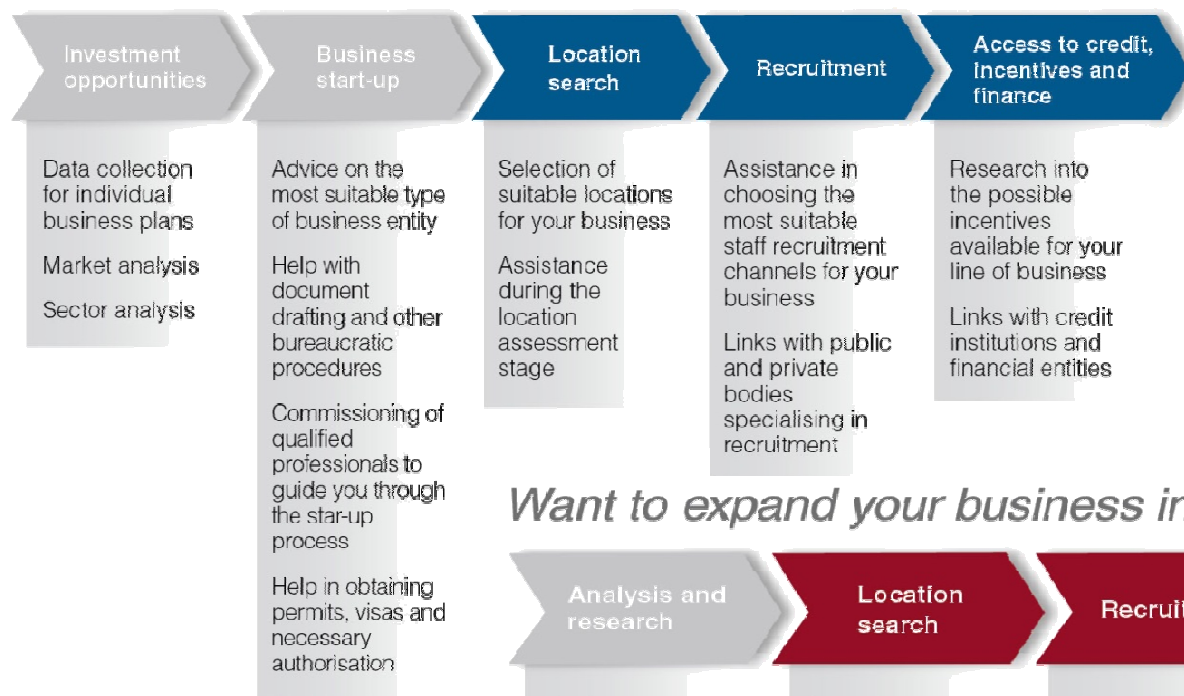 Investment
opportunities
Business
start-up
Location
search
Recruitment
Access to credit,
incentives and
finance
Data collection
for individual
business plans
Market analysis
Sector analysis
Advice on the
most suitable type
of business entity
Help with
document
drafting and other
bureaucratic
procedures
Commissioning of
qualified
professionals to
guide you through
the star-up
process
Help in obtaining
permits, visas and
necessary
authorisation
Selection of
suitable locations
for your business
Assistance
during the
location
assessment
stage
Assistance in
choosing the
most suitable
staff recruitment
channels for your
business
Links with public
and private
bodies
specialising in
recruitment
Research into
the possible
incentives
available for your
line of business
Links with credit
institutions and
financial entities
Want to expand your business in
Analysis and
research
Location
search
Recruit